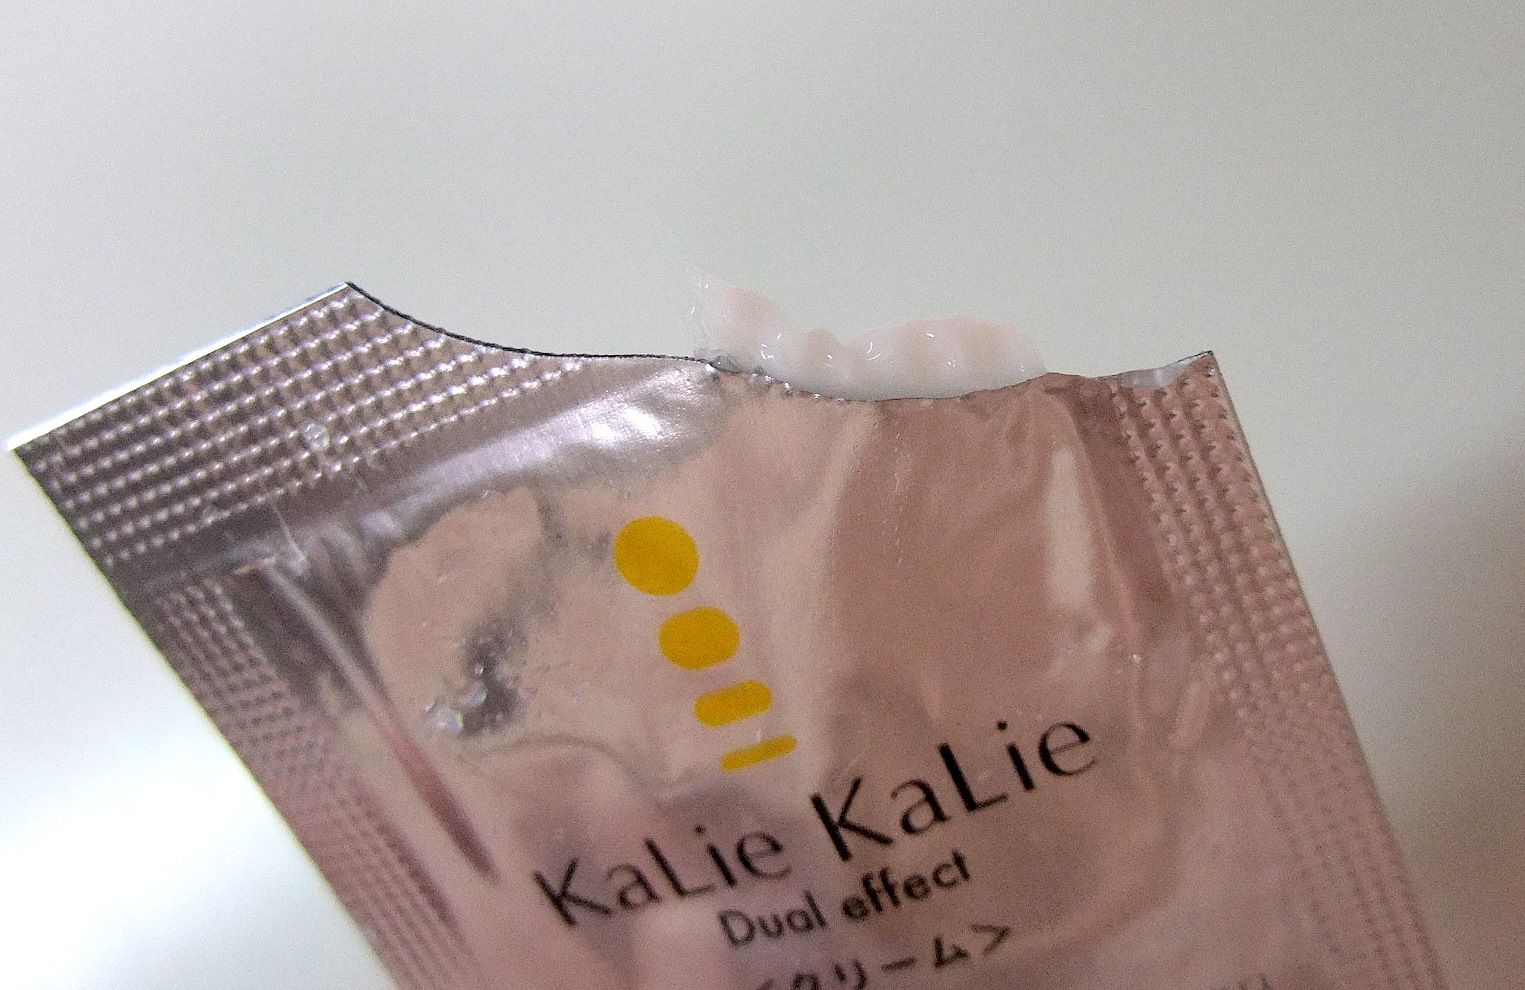 KaLie KaLie
Dual effect
<クリーム>